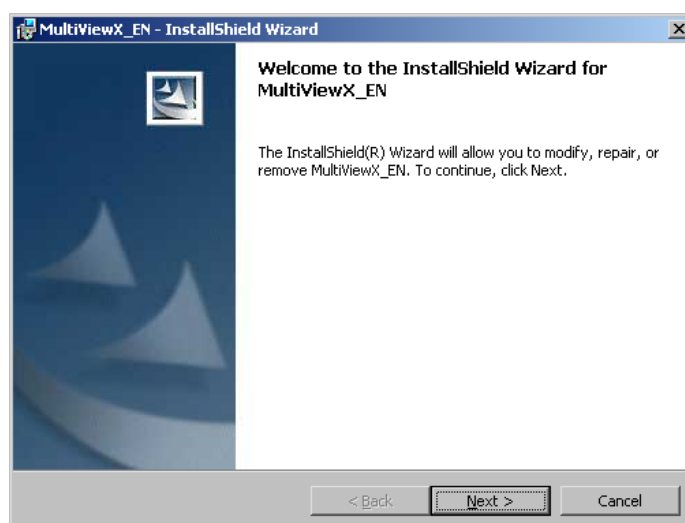 MultiViewX_EN - InstallShield Wizard
Welcome to the InstallShield Wizard for
MultiViewX_EN
The InstallShield(R) Wizard will allow you to modify, repair, or
remove MultiViewX_EN. To continue, click Next.
< Back
Next >
Cancel